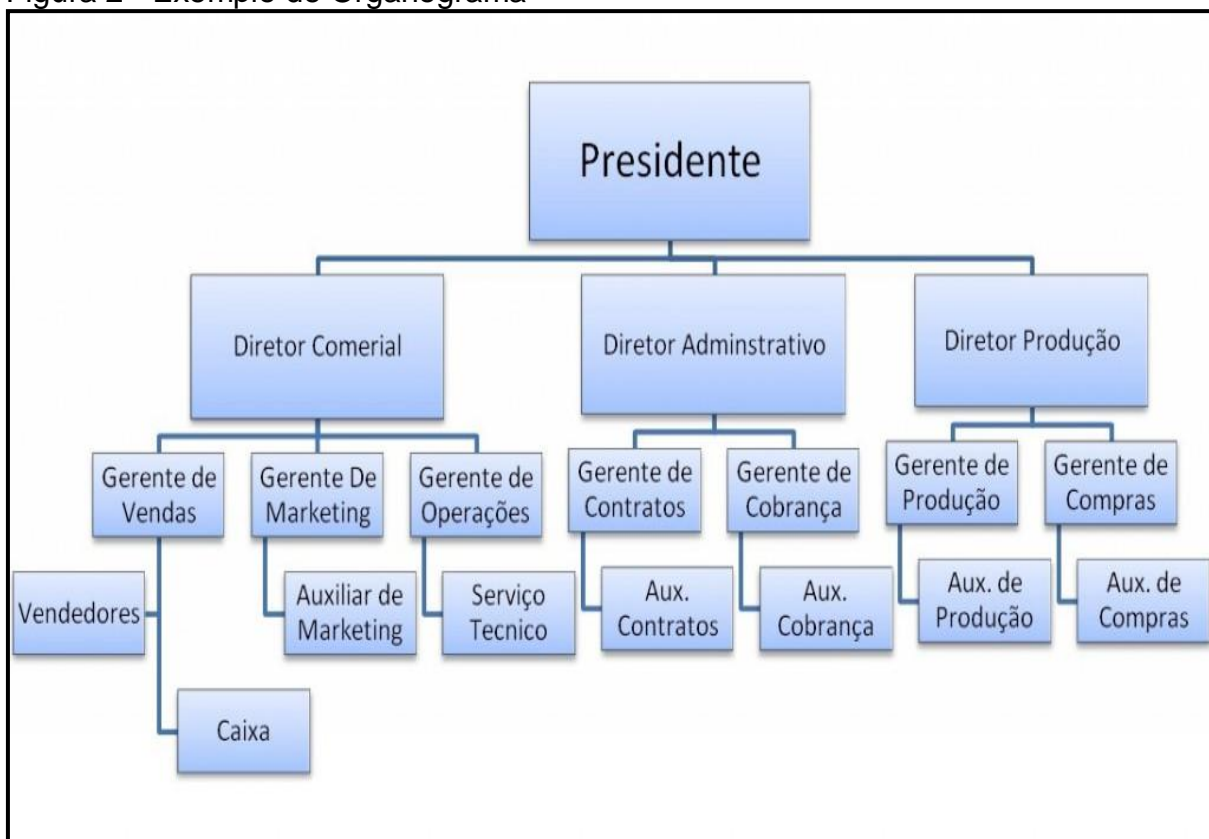 Figura 2 - Exemplo de Organograma
Presidente
Diretor Comerial
Diretor Adminstrativo
Diretor Produção
Gerente de
Vendas
Gerente De
Marketing
Gerente de
Operações
Gerente de
Contratos
Gerente de
Cobrança
Gerente de
Produção
Gerente de
Compras
Vendedores
Auxiliar de
Marketing
Serviço
Tecnico
Aux.
Contratos
Aux.
Cobrança
Aux. de
Produção
Aux. de
Compras
Caixa